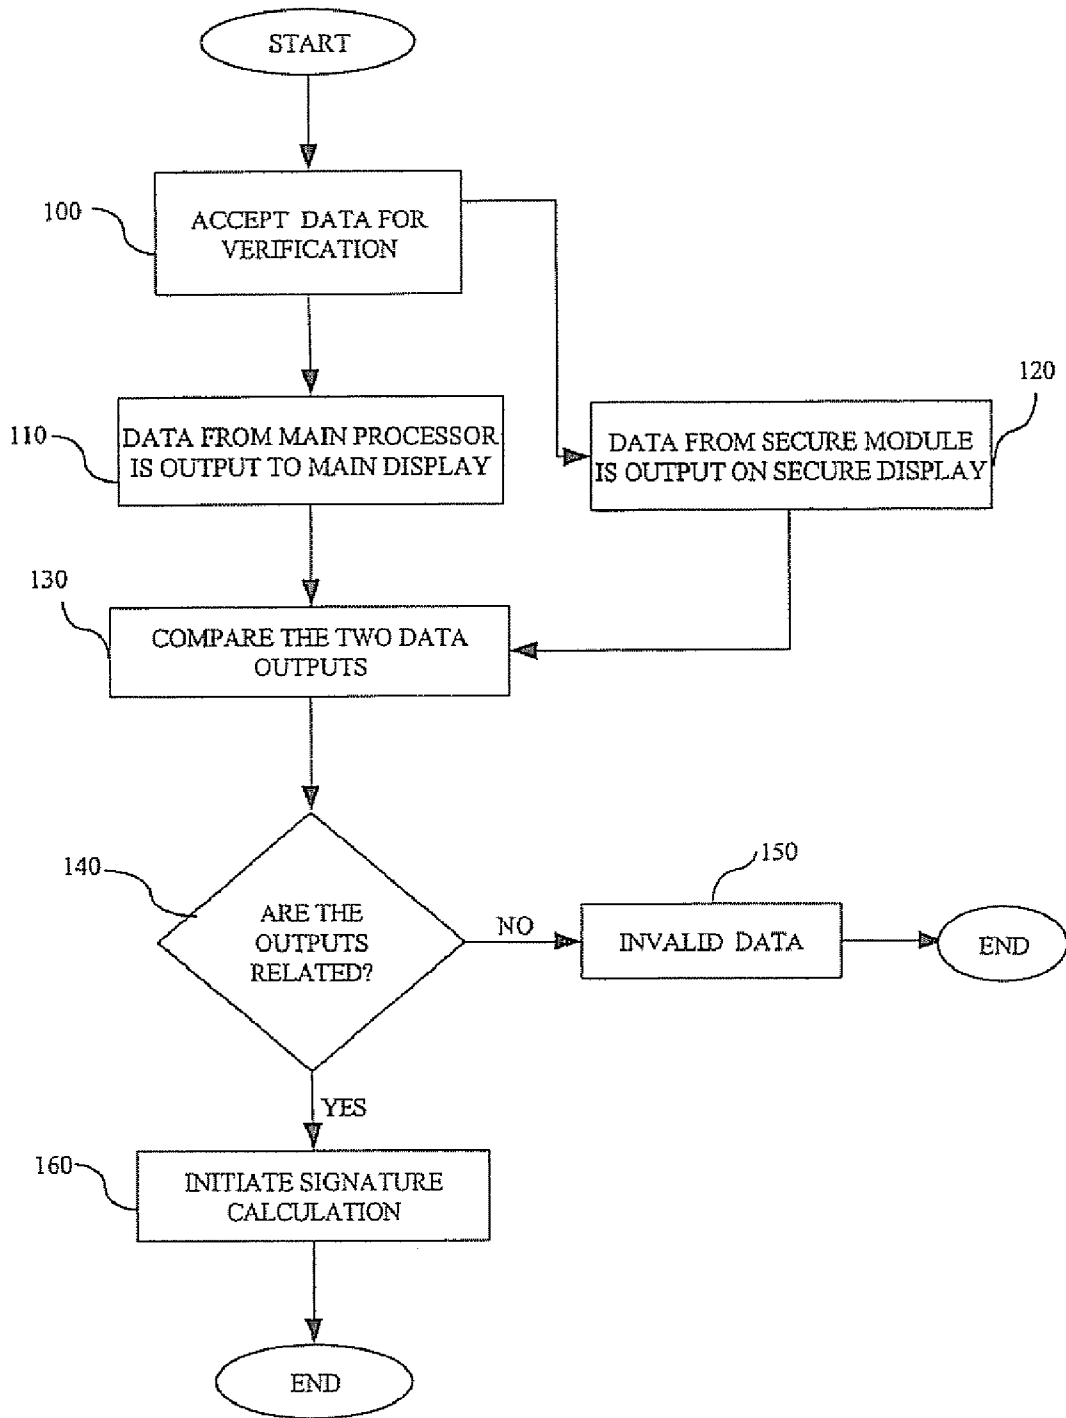 START
100
ACCEPT DATA FOR
VERIFICATION
110
DATA FROM MAIN PROCESSOR
IS OUTPUT TO MAIN DISPLAY
120
DATA FROM SECURE MODULE
IS OUTPUT ON SECURE DISPLAY
130
COMPARE THE TWO DATA
OUTPUTS
140
ARE THE
OUTPUTS
RELATED?
NO
150
INVALID DATA
END
YES
160
INITIATE SIGNATURE
CALCULATION
END